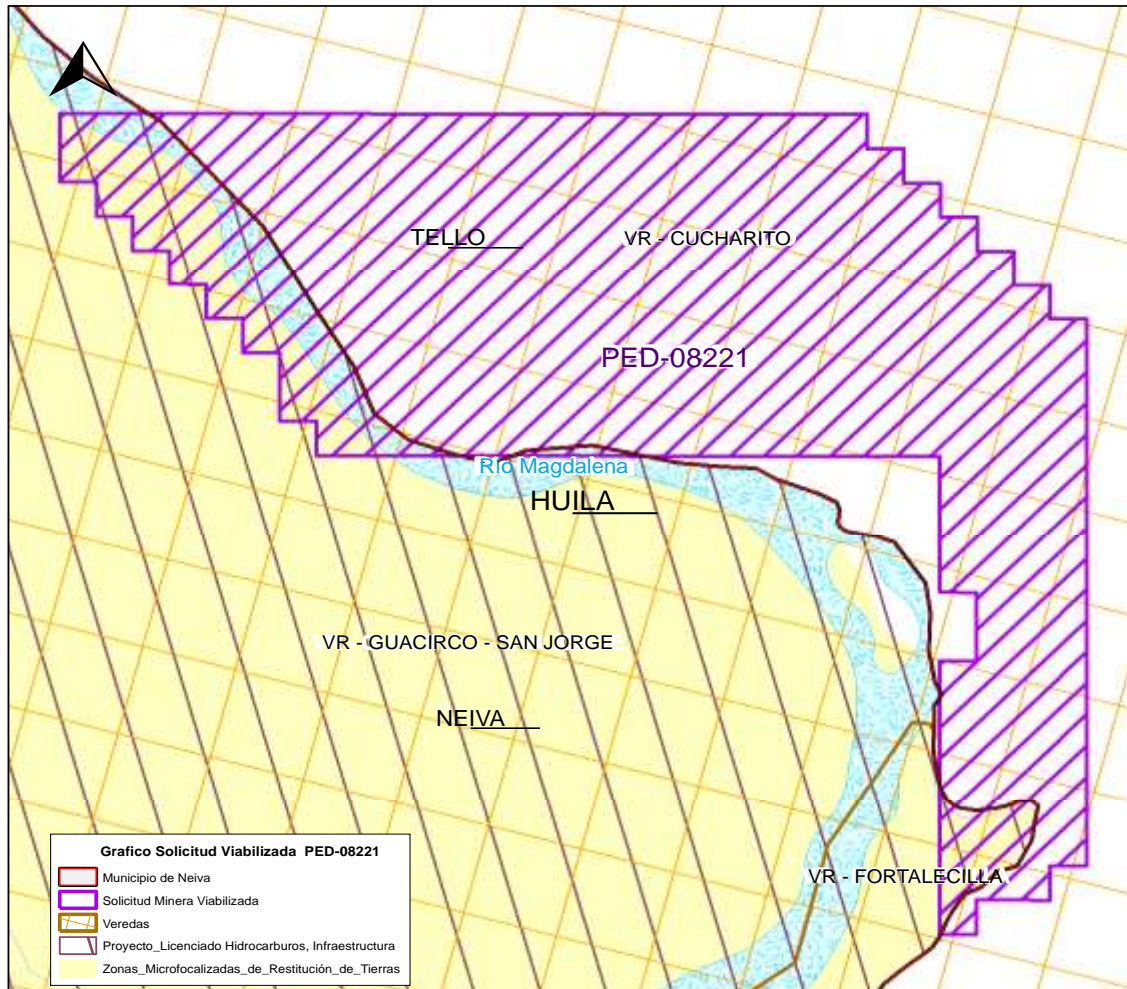 TELLO
VR - CUCHARITO
PED-08221
Río Magdalena
HUILA
VR - GUACIRCO - SAN JORGE
NEIVA
VR - FORTALECILLA
Grafico Solicitud Viabilizada PED-08221
Municipio de Neiva
Solicitud Minera Viabilizada
Veredas
Proyecto_Licenciado Hidrocarburos, Infraestructura
Zonas_Microfocalizadas_de_Restitución_de_Tierras